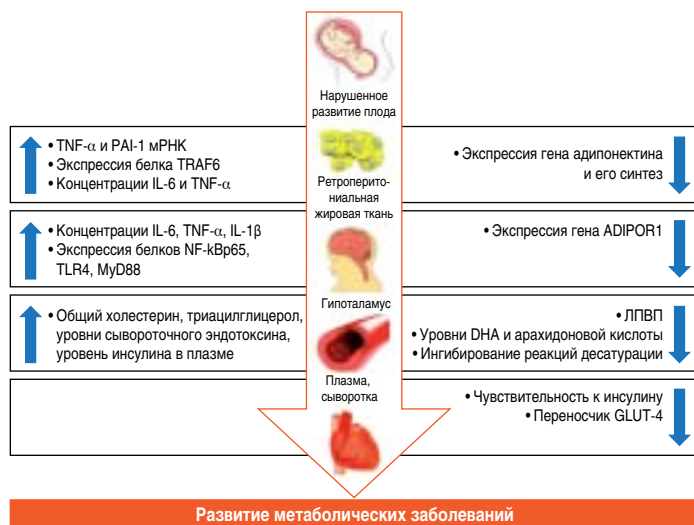 Нарушенное
развитие плода
• TNF-α и PAI-1 мРНК
• Экспрессия белка TRAF6
• Концентрации IL-6 и TNF-α
• Экспрессия гена адипонектина
и его синтез
Ретроперито-
ниальная
жировая ткань
• Концентрации IL-6, TNF-α, IL-1β
• Экспрессия белков NF-kBp65,
TLR4, MyD88
• Экспрессия гена ADIPOR1
Гипоталамус
• Общий холестерин, триацилглицерол,
уровни сывороточного эндотоксина,
уровень инсулина в плазме
• ЛПВП
• Уровни DHA и арахидоновой кислоты
• Ингибирование реакций десатурации
Плазма,
сыворотка
• Чувствительность к инсулину
• Переносчик GLUT-4
Развитие метаболических заболеваний